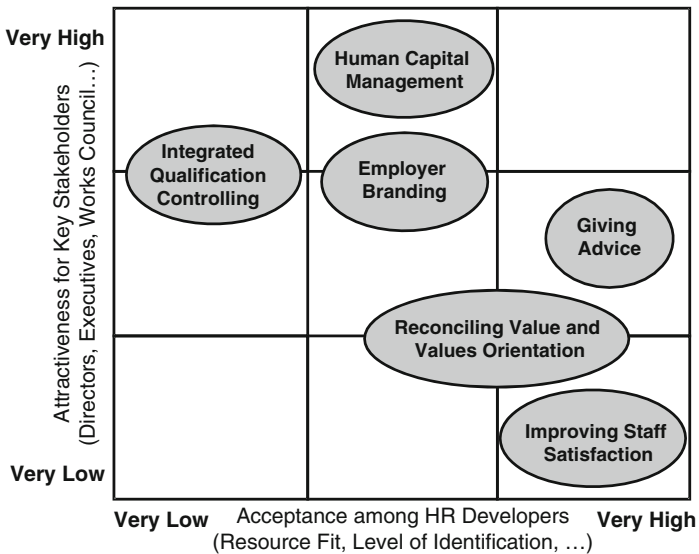 Very High
Attractiveness for Key Stakeholders
(Directors, Executives, Works Council…)
Very Low
Human Capital
Management
Integrated
Qualification
Controlling
Employer
Branding
Giving
Advice
Reconciling Value and
Values Orientation
Improving Staff
Satisfaction
Very Low
Acceptance among HR Developers
(Resource Fit, Level of Identification, …)
Very High